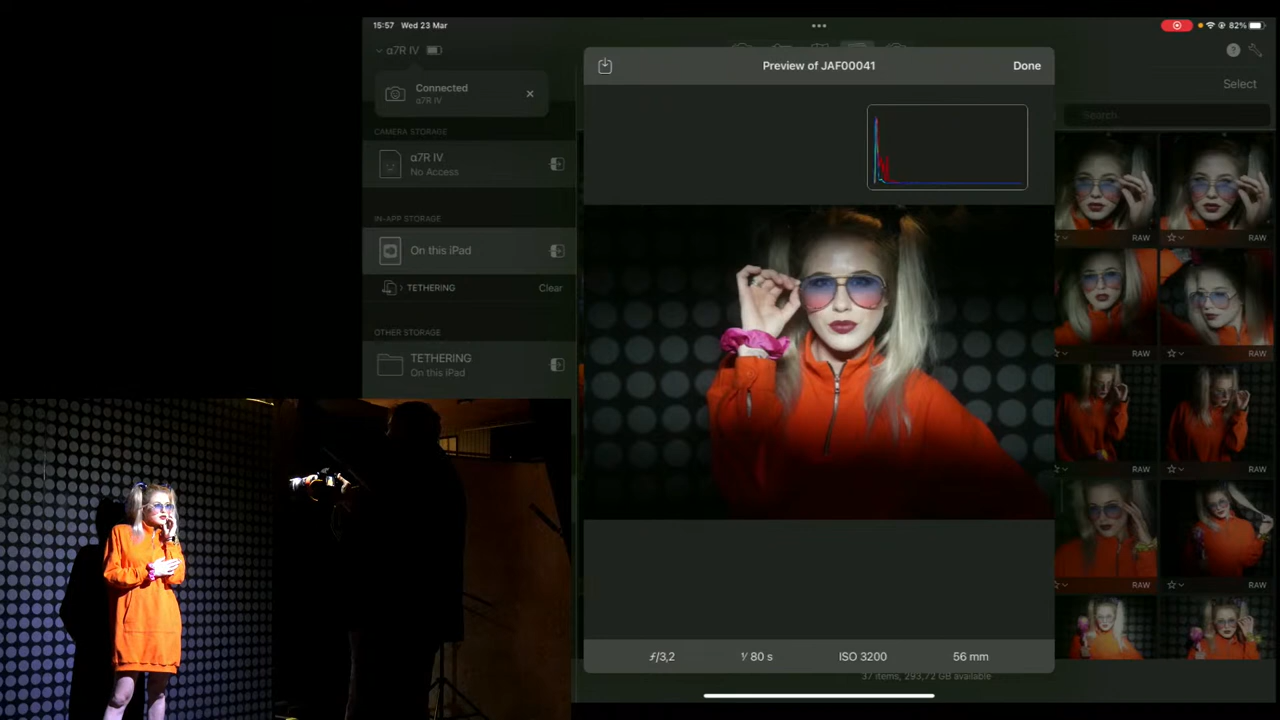 15:57 Wed 23 Mar
82%
α7R IV
Connected
α7R IV
CAMERA STORAGE
α7R IV
No Access
IN-APP STORAGE
On this iPad
TETHERING
Clear
OTHER STORAGE
TETHERING
On this iPad
Preview of JAF00041
Done
Select
Search
RAW
RAW
RAW
RAW
RAW
RAW
RAW
RAW
ƒ/3,2
1/80 s
ISO 3200
56 mm
37 items, 293,72 GB available